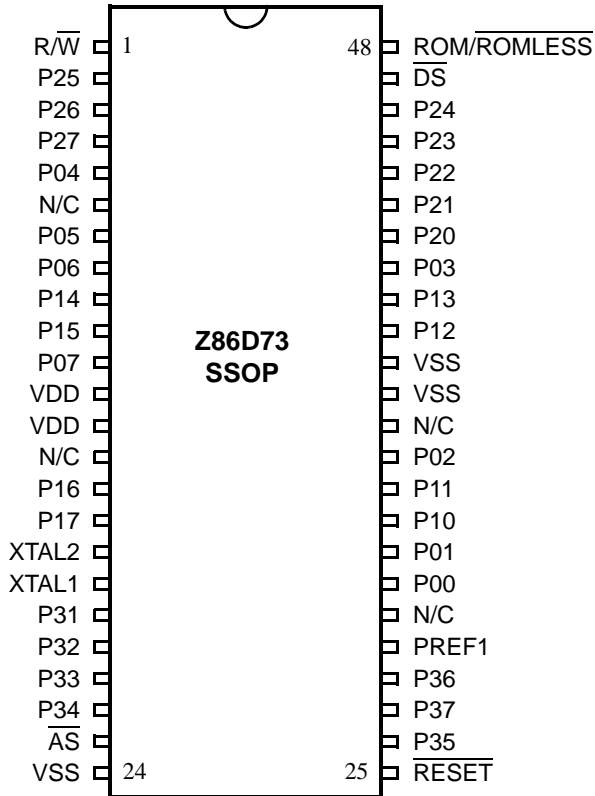 R/W 1 48 ROM/ROMLESS
P25 DS
P26 P24
P27 P23
P04 P22
N/C P21
P05 P20
P06 P03
P14 P13
P15 P12
Z86D73
SSOP
P07 VSS
VDD VSS
VDD N/C
N/C P02
P16 P11
P17 P10
XTAL2 P01
XTAL1 P00
P31 N/C
P32 PREF1
P33 P36
P34 P37
AS P35
VSS 24 25 RESET